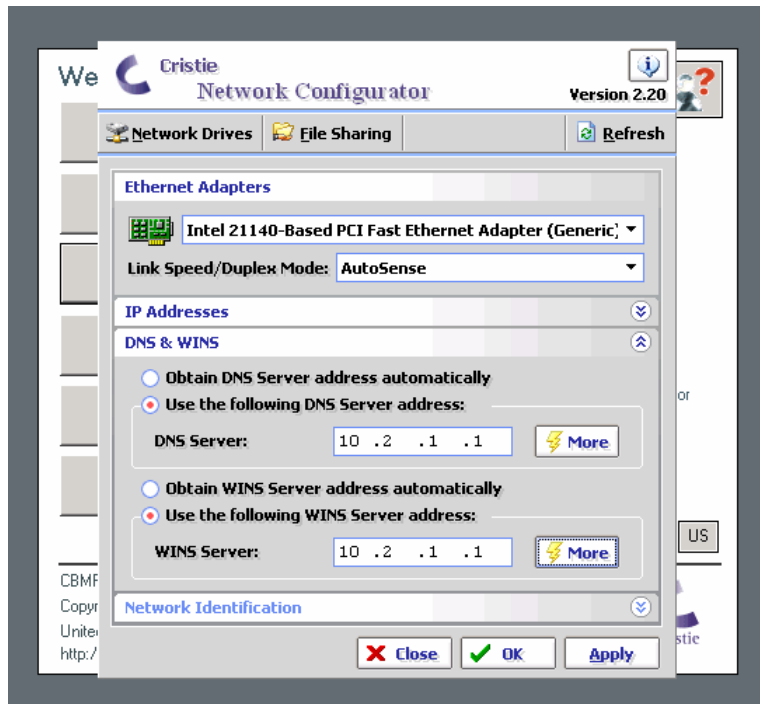 We
Cristie
Network Configurator
Version 2.20
?
Network Drives
File Sharing
Refresh
Ethernet Adapters
Intel 21140-Based PCI Fast Ethernet Adapter (Generic)
Link Speed/Duplex Mode: AutoSense
IP Addresses
DNS & WINS
Obtain DNS Server address automatically
Use the following DNS Server address:
or
DNS Server: 10 .2 .1 .1 More
Obtain WINS Server address automatically
Use the following WINS Server address:
US
WINS Server: 10 .2 .1 .1 More
CBMR
Copyr
Network Identification
Unite
stie
http:/
Close
OK
Apply